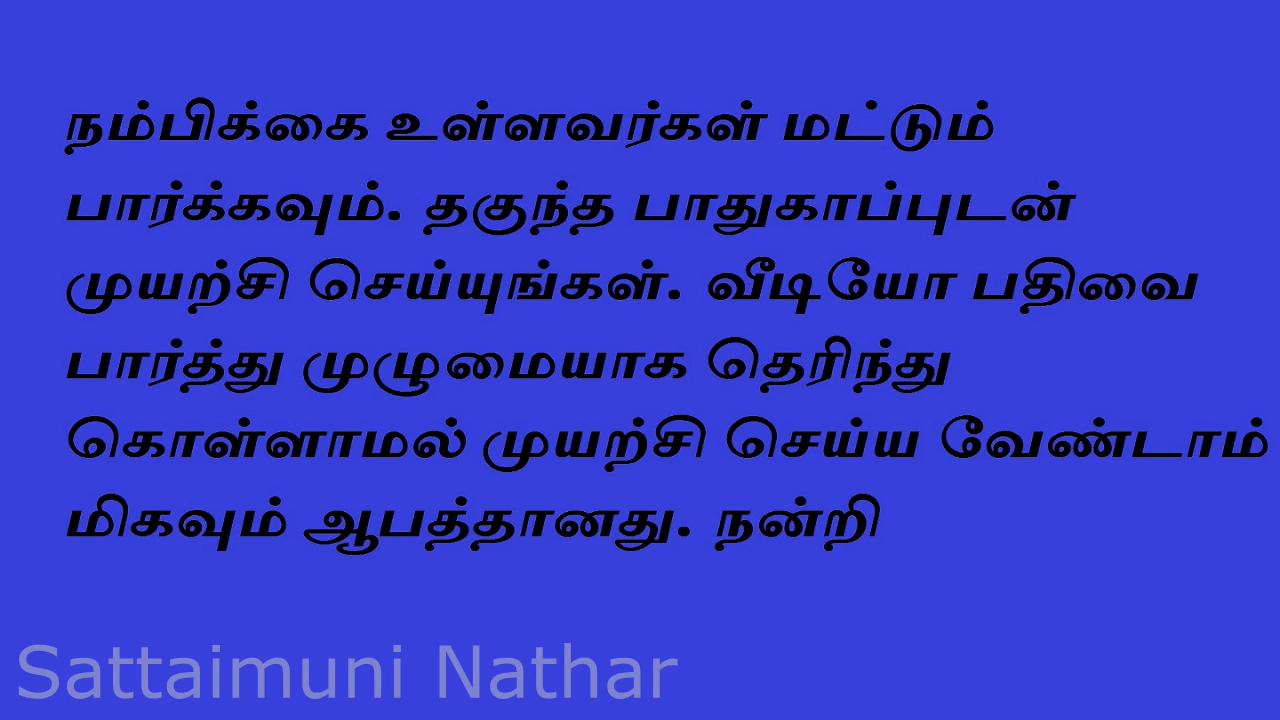 நம்பிக்கை உள்ளவர்கள் மட்டும்
பார்க்கவும். தகுந்த பாதுகாப்புடன்
முயற்சி செய்யுங்கள். வீடியோ பதிவை
பார்த்து முழுமையாக தெரிந்து
கொள்ளாமல் முயற்சி செய்ய வேண்டாம்
மிகவும் ஆபத்தானது. நன்றி
Sattaimuni Nathar